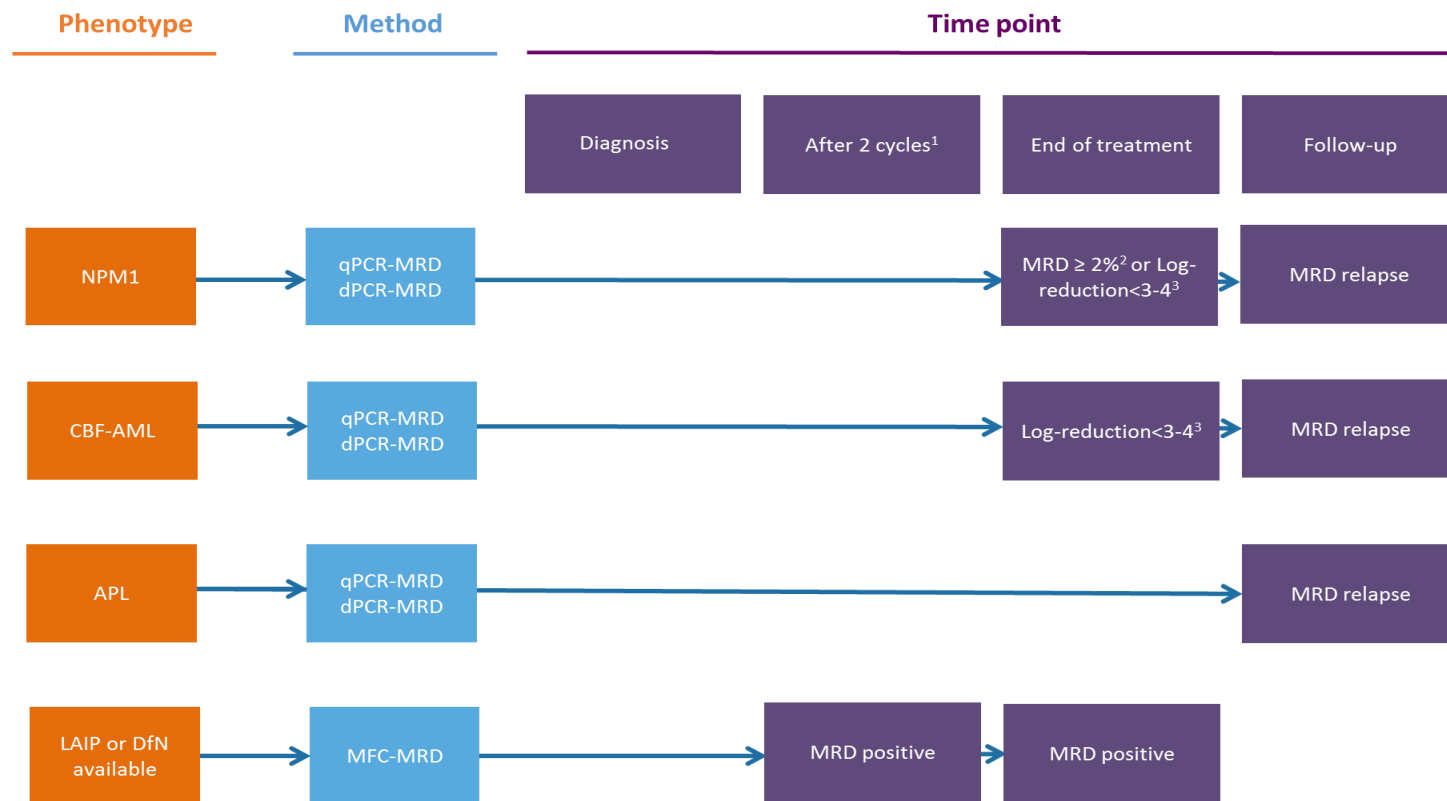 Phenotype
Method
Time point
Diagnosis
After 2 cycles¹
End of treatment
Follow-up
NPM1
qPCR-MRD
dPCR-MRD
MRD ≥ 2%² or Log-
reduction<3-4³
MRD relapse
CBF-AML
qPCR-MRD
dPCR-MRD
Log-reduction<3-4³
MRD relapse
APL
qPCR-MRD
dPCR-MRD
MRD relapse
LAIP or DfN
available
MFC-MRD
MRD positive
MRD positive